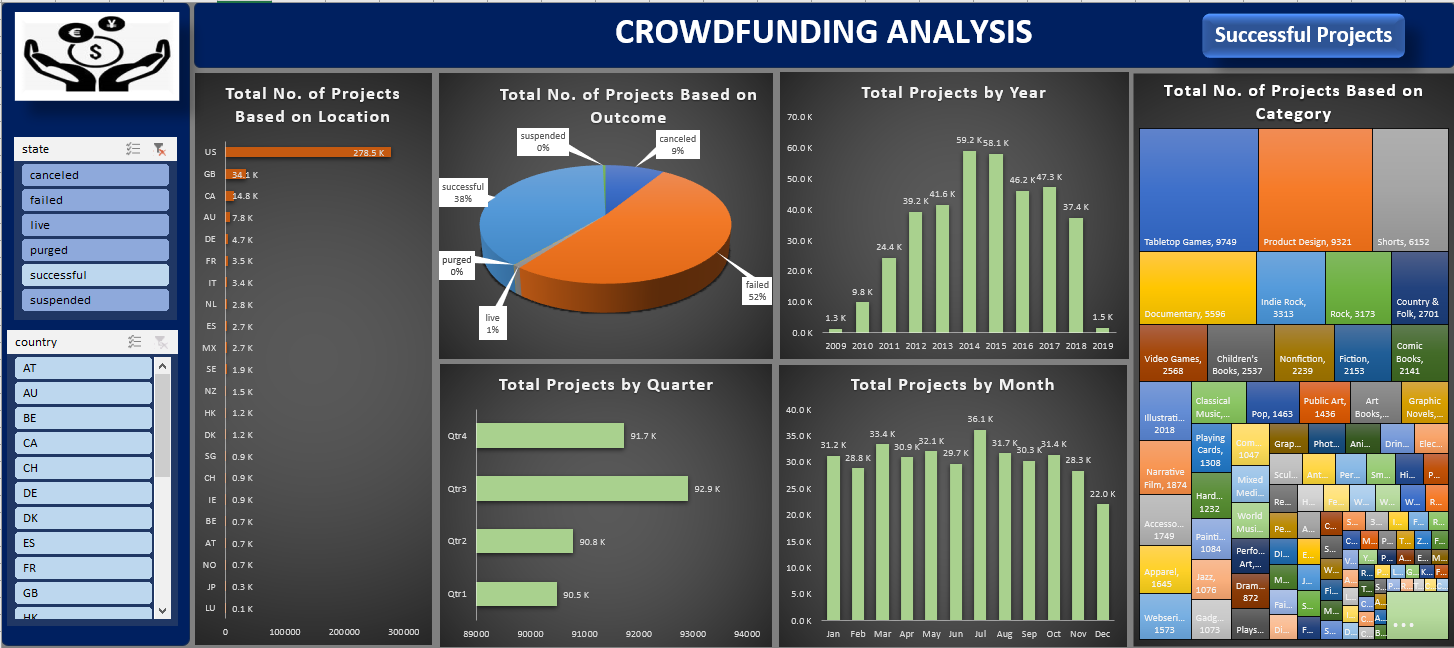 CROWDFUNDING ANALYSIS
Successful Projects
€
¥
$
state
canceled
failed
live
purged
successful
suspended
country
AT
AU
BE
CA
CH
DE
DK
ES
FR
GB
HK
Total No. of Projects
Based on Location
US 278.5 K
GB 34.1 K
CA 14.8 K
AU 7.8 K
DE 4.7 K
FR 3.5 K
IT 3.4 K
NL 2.8 K
ES 2.7 K
MX 2.7 K
SE 1.9 K
NZ 1.5 K
HK 1.2 K
DK 1.2 K
SG 0.9 K
CH 0.9 K
IE 0.9 K
BE 0.7 K
AT 0.7 K
NO 0.7 K
JP 0.3 K
LU 0.1 K
0 100000 200000 300000
Total No. of Projects Based on
Outcome
suspended
0%
canceled
9%
successful
38%
purged
0%
live
1%
failed
52%
Total Projects by Year
70.0 K
60.0 K
50.0 K
40.0 K
30.0 K
20.0 K
10.0 K
0.0 K
1.3 K 9.8 K 24.4 K 39.2 K 41.6 K 59.2 K 58.1 K 46.2 K 47.3 K 37.4 K 1.5 K
2009 2010 2011 2012 2013 2014 2015 2016 2017 2018 2019
Total Projects by Quarter
Qtr4 91.7 K
Qtr3 92.9 K
Qtr2 90.8 K
Qtr1 90.5 K
89000 90000 91000 92000 93000 94000
Total Projects by Month
40.0 K
35.0 K
30.0 K
25.0 K
20.0 K
15.0 K
10.0 K
5.0 K
0.0 K
31.2 K 28.8 K 33.4 K 30.9 K 32.1 K 29.7 K 36.1 K 31.7 K 30.3 K 31.4 K 28.3 K 22.0 K
Jan Feb Mar Apr May Jun Jul Aug Sep Oct Nov Dec
Total No. of Projects Based on
Category
Tabletop Games, 9749
Product Design, 9321
Shorts, 6152
Documentary, 5596
Indie Rock,
3313
Rock, 3173
Country &
Folk, 2701
Video Games,
2568
Children's
Books, 2537
Nonfiction,
2239
Fiction,
2153
Comic
Books,
2141
Illustrati...
2018
Classical
Music,...
Pop, 1463
Public Art,
1436
Art
Books,...
Graphic
Novels,...
Narrative
Film, 1874
Playing
Cards,
1308
Com...
1047
Grap...
Phot...
Ani...
Drin...
Elec...
Accesso...
1749
Hard...
1232
Mixed
Medi...
Scul...
Ant...
Per...
Sm...
Hi...
P...
Apparel,
1645
Painti...
1084
World
Musi...
Re...
H...
Fe...
W...
W...
W...
R...
Webseri...
1573
Jazz,
1076
Gadg...
1073
Perfo...
Art,...
Dram...
872
Plays...
Pe...
Di...
M...
Fai...
Di...
A...
E...
J...
S...
F...
C...
S...
W...
Fi...
M...
S...